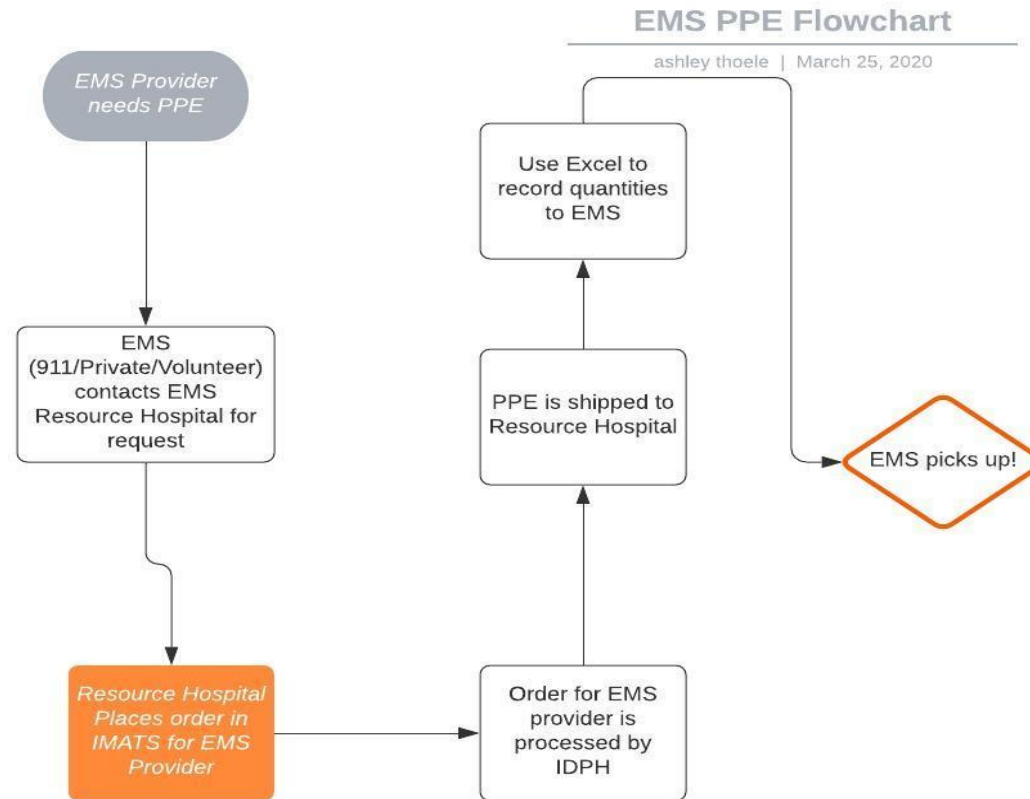 EMS PPE Flowchart
ashley thoele | March 25, 2020
EMS Provider
needs PPE
EMS
(911/Private/Volunteer)
contacts EMS
Resource Hospital for
request
Resource Hospital
Places order in
IMATS for EMS
Provider
Order for EMS
provider is
processed by
IDPH
PPE is shipped to
Resource Hospital
Use Excel to
record quantities
to EMS
EMS picks up!